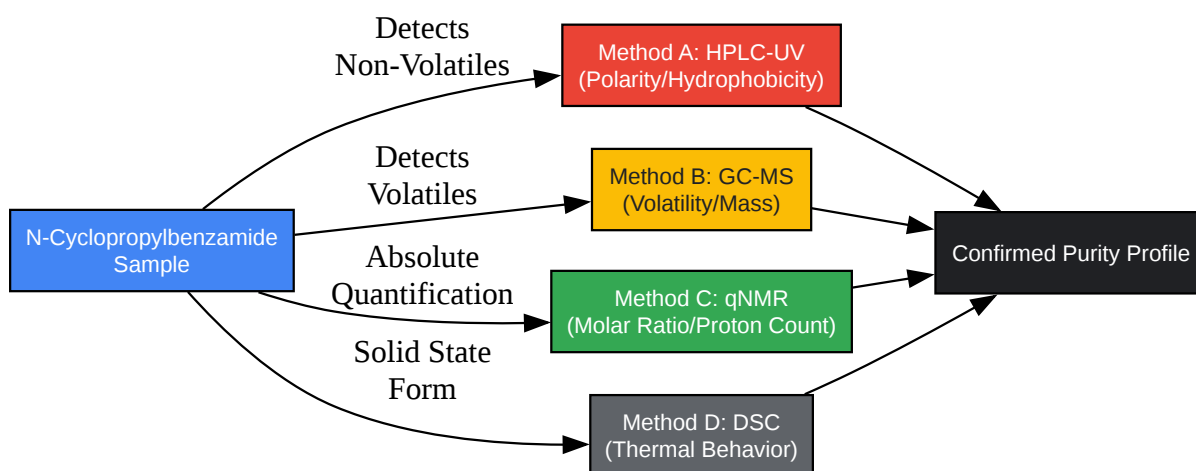 Detects
Non-Volatiles
Method A: HPLC-UV
(Polarity/Hydrophobicity)
Detects
Volatiles
Method B: GC-MS
(Volatility/Mass)
N-Cyclopropylbenzamide
Sample
Confirmed Purity Profile
Absolute
Quantification
Method C: qNMR
(Molar Ratio/Proton Count)
Solid State
Form
Method D: DSC
(Thermal Behavior)